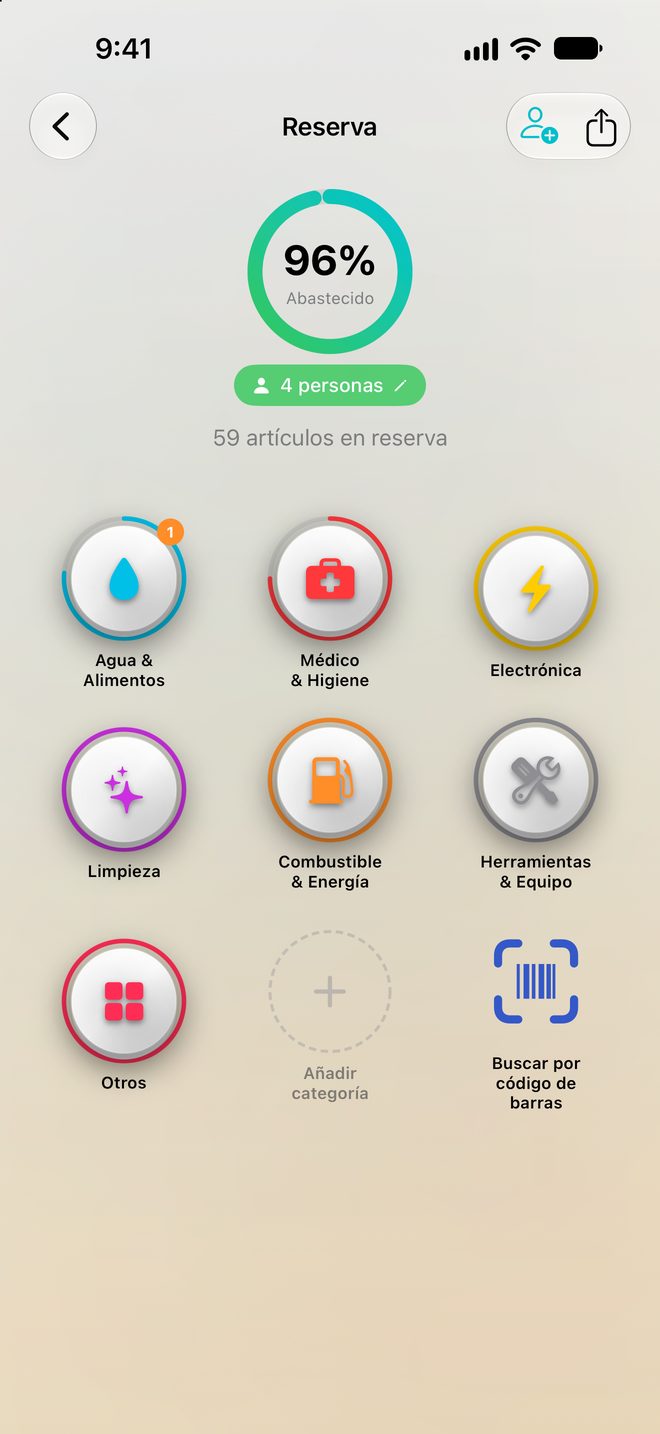 9:41
Reserva
96%
Abastecido
4 personas
59 artículos en reserva
1
Agua &
Alimentos
Médico
& Higiene
Electrónica
Limpieza
Combustible
& Energía
Herramientas
& Equipo
Otros
Añadir
categoría
Buscar por
código de
barras